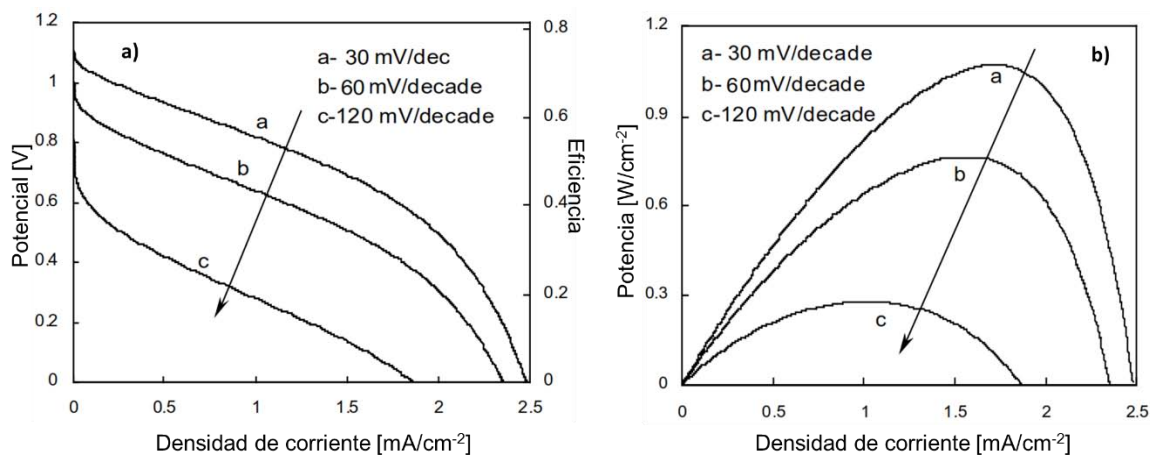 a)
1.2
1
0.8
0.6
0.4
0.2
0
Potencial [V]
0.8
0.6
0.4
0.2
0
Eficiencia
a- 30 mV/dec
b- 60 mV/decade
c-120 mV/decade
a
b
c
0 0.5 1 1.5 2 2.5
Densidad de corriente [mA/cm⁻²]
b)
1.2
0.9
0.6
0.3
0
Potencia [W/cm⁻²]
a- 30 mV/decade
b- 60 mV/decade
c-120 mV/decade
a
b
c
0 0.5 1 1.5 2 2.5
Densidad de corriente [mA/cm⁻²]